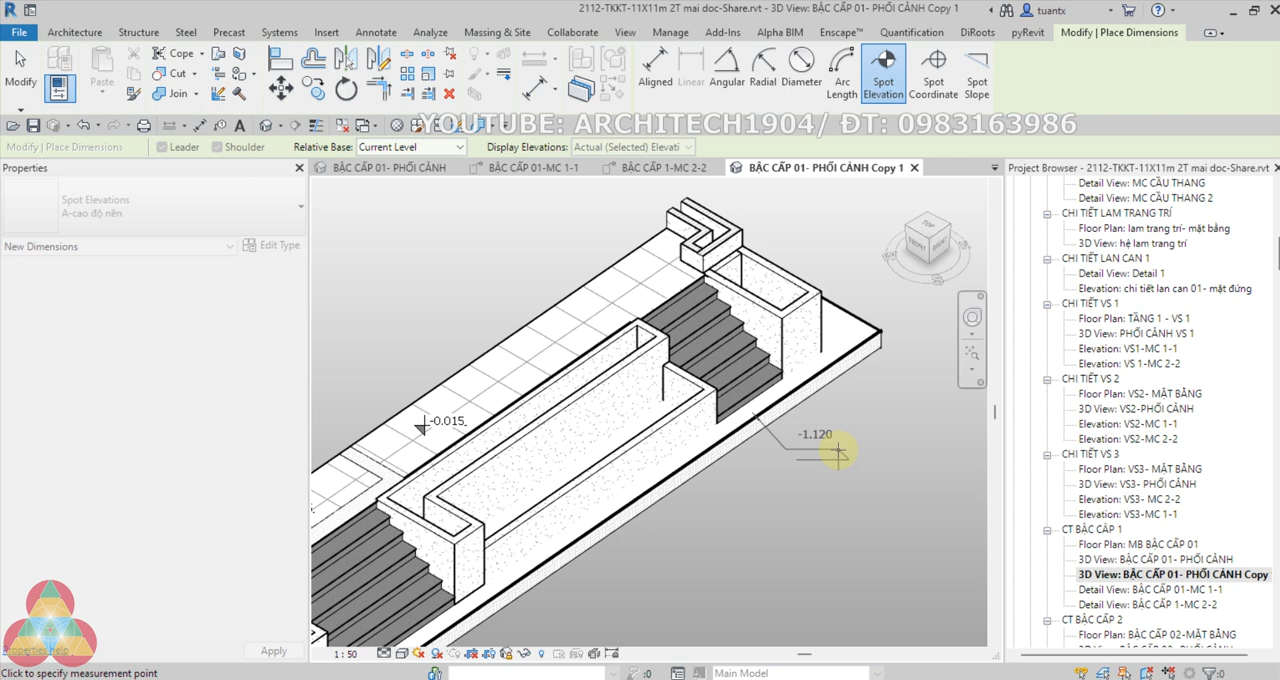 2112-TKKT-11X11m 2T mai doc-Share.rvt - 3D View: BẬC CẤP 01- PHỐI CẢNH Copy 1
tuantx
File Architecture Structure Steel Precast Systems Insert Annotate Analyze Massing & Site Collaborate View Manage Add-Ins Alpha BIM Enscape™ Quantification DiRoots pyRevit Modify | Place Dimensions
Cope
Cut
Join
Modify Paste Aligned Linear Angular Radial Diameter Arc Length Spot Elevation Spot Coordinate Spot Slope
YOUTUBE: ARCHITECH1904/ ĐT: 0983163986
Modify | Place Dimensions Leader Shoulder Relative Base: Current Level Display Elevations: Actual (Selected) Elevati
Properties
BẬC CẤP 01- PHỐI CẢNH BẬC CẤP 01-MC 1-1 BẬC CẤP 1-MC 2-2 BẬC CẤP 01- PHỐI CẢNH Copy 1
Project Browser - 2112-TKKT-11X11m 2T mai doc-Share.rvt
Spot Elevations
A-cao độ nền
New Dimensions Edit Type
TOP
FRONT
RIGHT
-0.015
-1.120
Detail View: MC CẦU THANG
Detail View: MC CẦU THANG 2
CHI TIẾT LAM TRANG TRÍ
Floor Plan: lam trang trí- mặt bằng
3D View: hệ lam trang trí
CHI TIẾT LAN CAN 1
Detail View: Detail 1
Elevation: chi tiết lan can 01- mặt đứng
CHI TIẾT VS 1
Floor Plan: TẦNG 1 - VS 1
3D View: PHỐI CẢNH VS 1
Elevation: VS1-MC 1-1
Elevation: VS 1-MC 2-2
CHI TIẾT VS 2
Floor Plan: VS2- MẶT BẰNG
3D View: VS2-PHỐI CẢNH
Elevation: VS2-MC 1-1
Elevation: VS2-MC 2-2
CHI TIẾT VS 3
Floor Plan: VS3- MẶT BẰNG
3D View: VS3- PHỐI CẢNH
Elevation: VS3- MC 2-2
Elevation: VS3-MC 1-1
CT BẬC CẤP 1
Floor Plan: MB BẬC CẤP 01
3D View: BẬC CẤP 01- PHỐI CẢNH
3D View: BẬC CẤP 01- PHỐI CẢNH Copy
Detail View: BẬC CẤP 01-MC 1-1
Detail View: BẬC CẤP 1-MC 2-2
CT BẬC CẤP 2
Floor Plan: BẬC CẤP 02-MẶT BẰNG
Properties help
Apply
1 : 50
Click to specify measurement point
:0
Main Model
:0